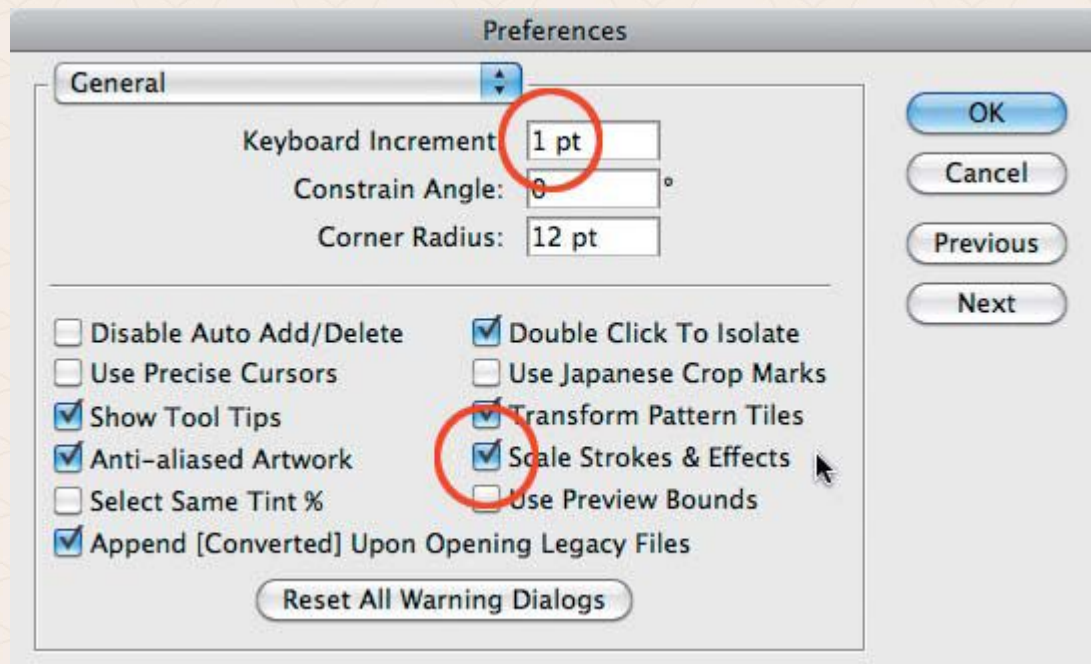 Preferences
General
OK
Keyboard Increment: 1 pt
Cancel
Constrain Angle: 0 °
Previous
Corner Radius: 12 pt
Next
Disable Auto Add/Delete
Double Click To Isolate
Use Precise Cursors
Use Japanese Crop Marks
Show Tool Tips
Transform Pattern Tiles
Anti-aliased Artwork
Scale Strokes & Effects
Select Same Tint %
Use Preview Bounds
Append [Converted] Upon Opening Legacy Files
Reset All Warning Dialogs